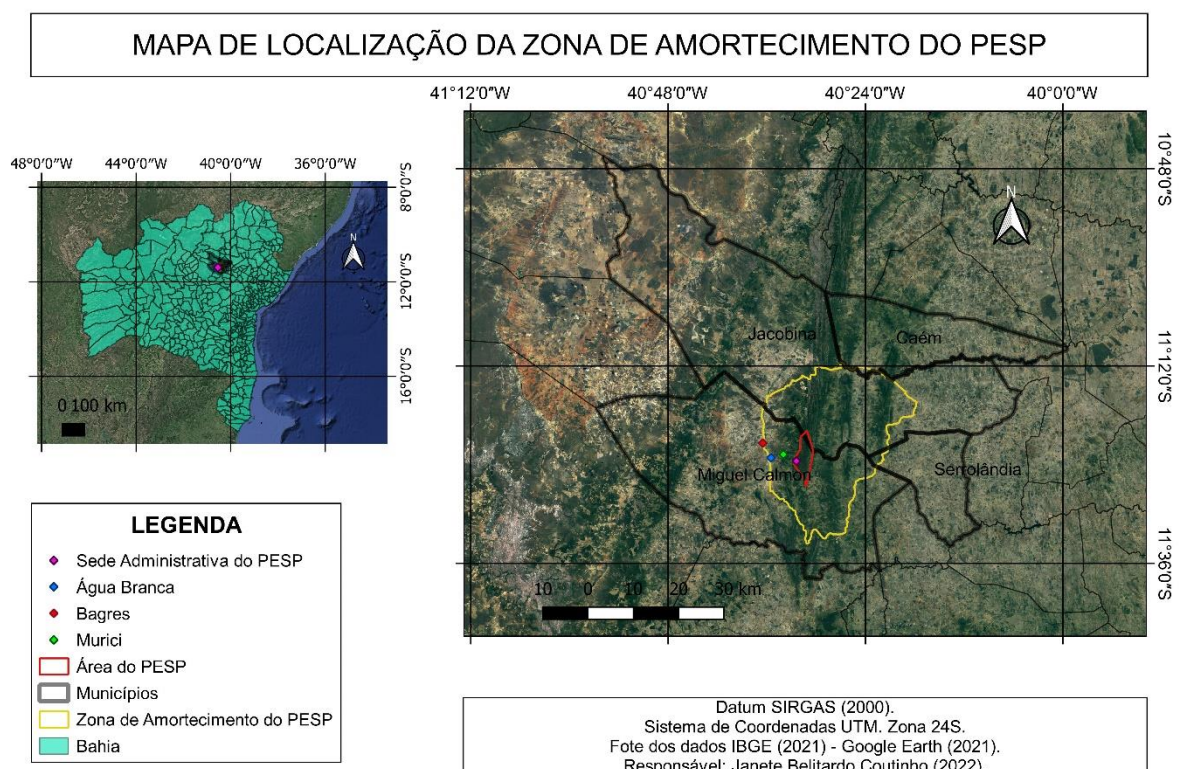 MAPA DE LOCALIZAÇÃO DA ZONA DE AMORTECIMENTO DO PESP
48°0'0"W 44°0'0"W 40°0'0"W 36°0'0"W
8°0'0"S
12°0'0"S
16°0'0"S
N
0 100 km
41°12'0"W 40°48'0"W 40°24'0"W 40°0'0"W
10°48'0"S
11°12'0"S
11°36'0"S
N
Jacobina
Caém
Miguel Calmon
Serrolândia
10 0 10 20 30 km
LEGENDA
Sede Administrativa do PESP
Água Branca
Bagres
Murici
Área do PESP
Municípios
Zona de Amortecimento do PESP
Bahia
Datum SIRGAS (2000).
Sistema de Coordenadas UTM. Zona 24S.
Fote dos dados IBGE (2021) - Google Earth (2021).
Responsável: Janete Belitardo Coutinho (2022)